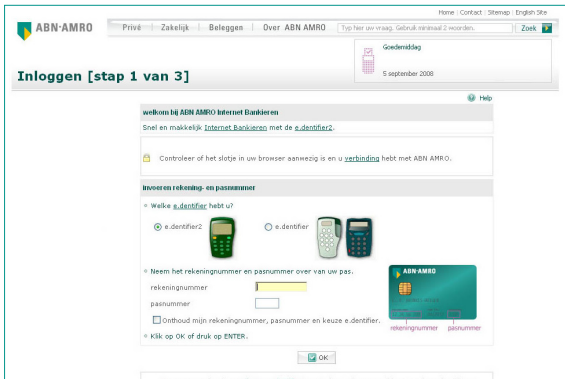 Home | Contact | Sitemap | English Site
ABN·AMRO
Privé | Zakelijk | Beleggen | Over ABN AMRO
Typ hier uw vraag. Gebruik minimaal 2 woorden.
Zoek
Goedemiddag
5 september 2008
Inloggen [stap 1 van 3]
Help
welkom bij ABN AMRO Internet Bankieren
Snel en makkelijk Internet Bankieren met de e.dentifier2.
Controleer of het slotje in uw browser aanwezig is en u verbinding hebt met ABN AMRO.
invoeren rekening- en pasnummer
Welke e.dentifier hebt u?
e.dentifier2
e.dentifier
Neem het rekeningnummer en pasnummer over van uw pas.
rekeningnummer
pasnummer
Onthoud mijn rekeningnummer, pasnummer en keuze e.dentifier.
Klik op OK of druk op ENTER.
ABN·AMRO
rekeningnummer pasnummer
OK